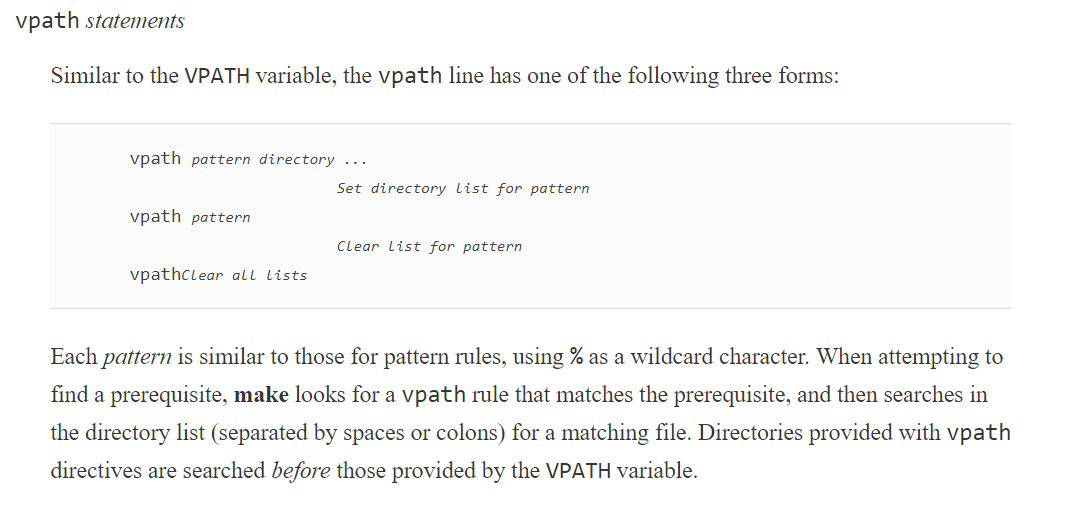 vpath statements
Similar to the VPATH variable, the vpath line has one of the following three forms:
vpath pattern directory ...
Set directory list for pattern
vpath pattern
Clear list for pattern
vpathClear all lists
Each pattern is similar to those for pattern rules, using % as a wildcard character. When attempting to
find a prerequisite, make looks for a vpath rule that matches the prerequisite, and then searches in
the directory list (separated by spaces or colons) for a matching file. Directories provided with vpath
directives are searched before those provided by the VPATH variable.